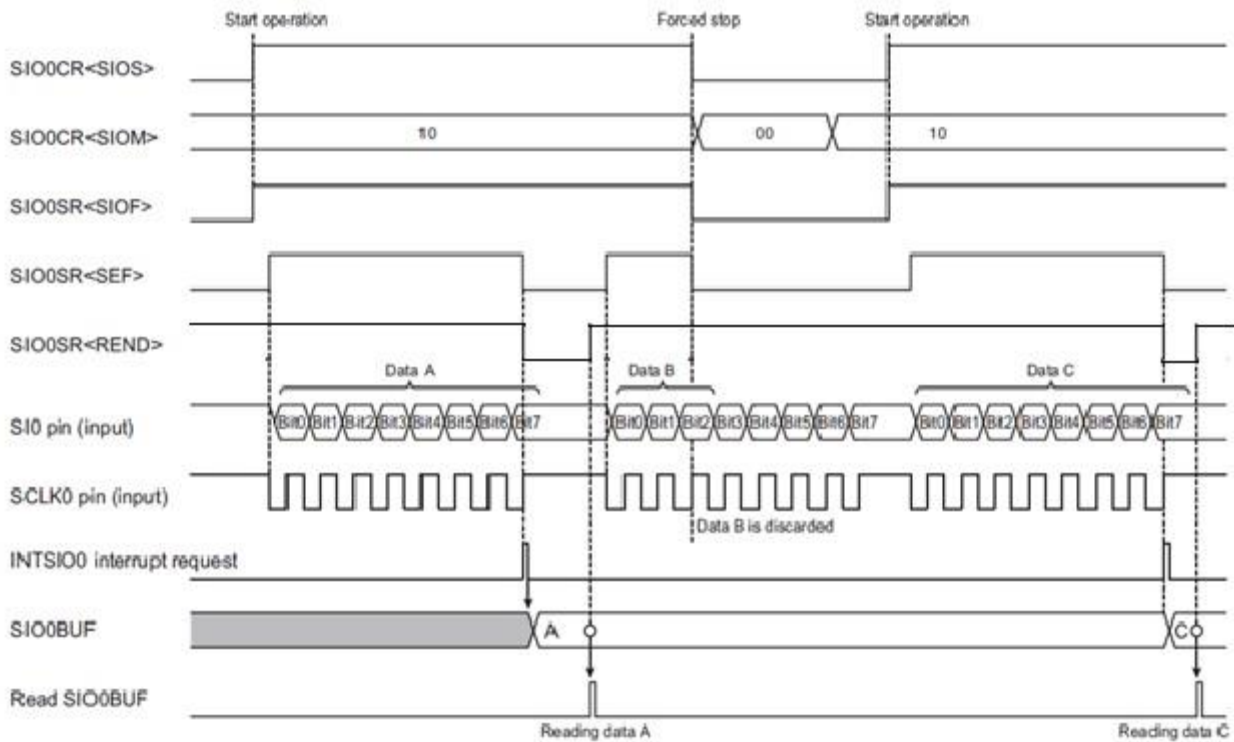 Start operation Forced stop Start operation
SIO0CR<SIOS>
SIO0CR<SIOM> 10 00 10
SIO0SR<SIOF>
SIO0SR<SEF>
SIO0SR<REND>
Data A Data B Data C
SI0 pin (input) Bit0 Bit1 Bit2 Bit3 Bit4 Bit5 Bit6 Bit7 Bit0 Bit1 Bit2 Bit3 Bit4 Bit5 Bit6 Bit7 Bit0 Bit1 Bit2 Bit3 Bit4 Bit5 Bit6 Bit7
SCLK0 pin (input)
Data B is discarded
INTSIO0 interrupt request
SIO0BUF A C
Read SIO0BUF
Reading data A Reading data C